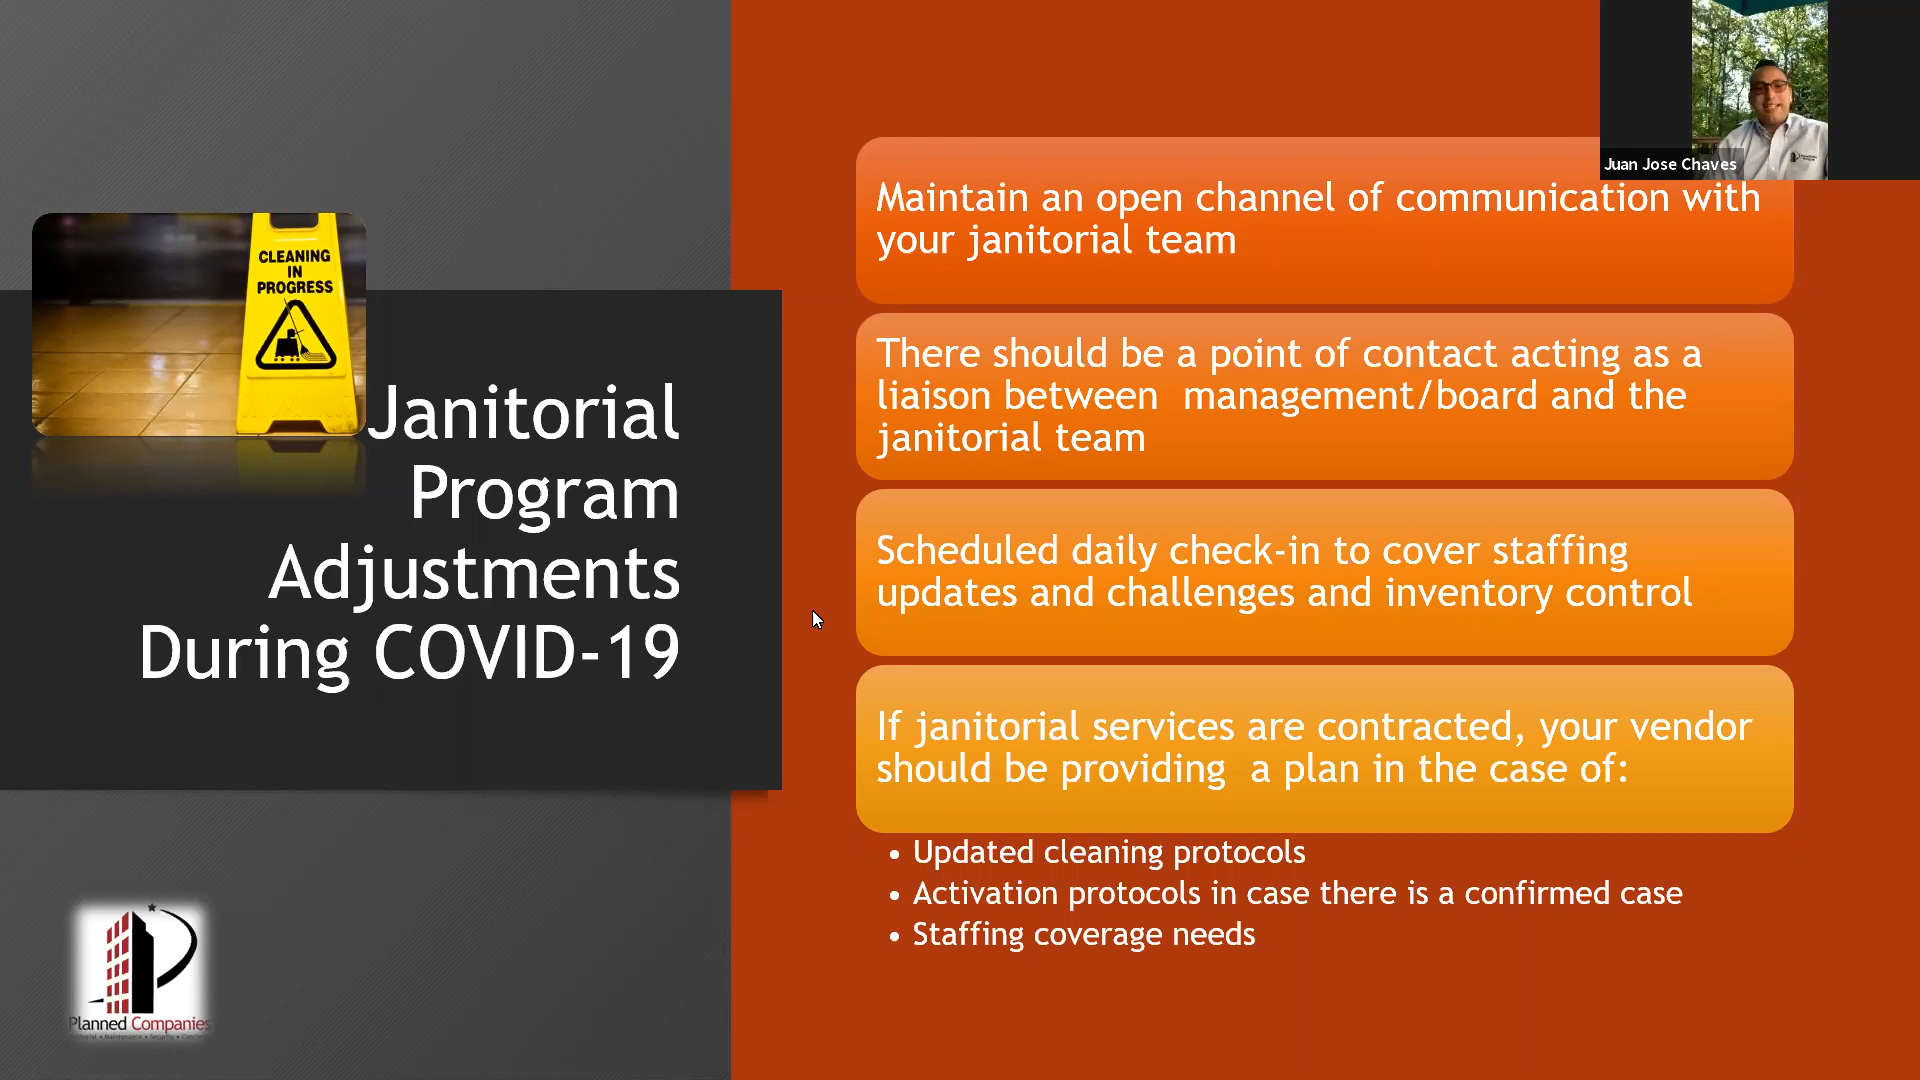 Juan Jose Chaves
CLEANING
IN
PROGRESS
Janitorial
Program
Adjustments
During COVID-19
Maintain an open channel of communication with
your janitorial team
There should be a point of contact acting as a
liaison between  management/board and the
janitorial team
Scheduled daily check-in to cover staffing
updates and challenges and inventory control
If janitorial services are contracted, your vendor
should be providing  a plan in the case of:
• Updated cleaning protocols
• Activation protocols in case there is a confirmed case
• Staffing coverage needs
Planned Companies